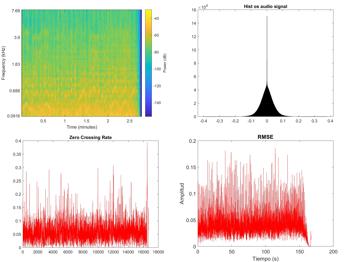 Hist os audio signal
× 10⁴
16
14
12
10
8
6
4
2
0
-0.4 -0.3 -0.2 -0.1 0 0.1 0.2 0.3 0.4
Frequency (kHz)
0.0918
Time (minutes)
0.5 1 1.5 2 2.5
Power (dB)
-40
-60
-80
-100
-120
-140
Zero Crossing Rate
0.4
0.35
0.3
0.25
0.2
0.15
0.1
0.05
0
0 2000 4000 6000 8000 10000 12000 14000 16000 18000
RMSE
Amplitud
0.2
0.15
0.1
0.05
0
0 50 100 150 200
Tiempo (s)